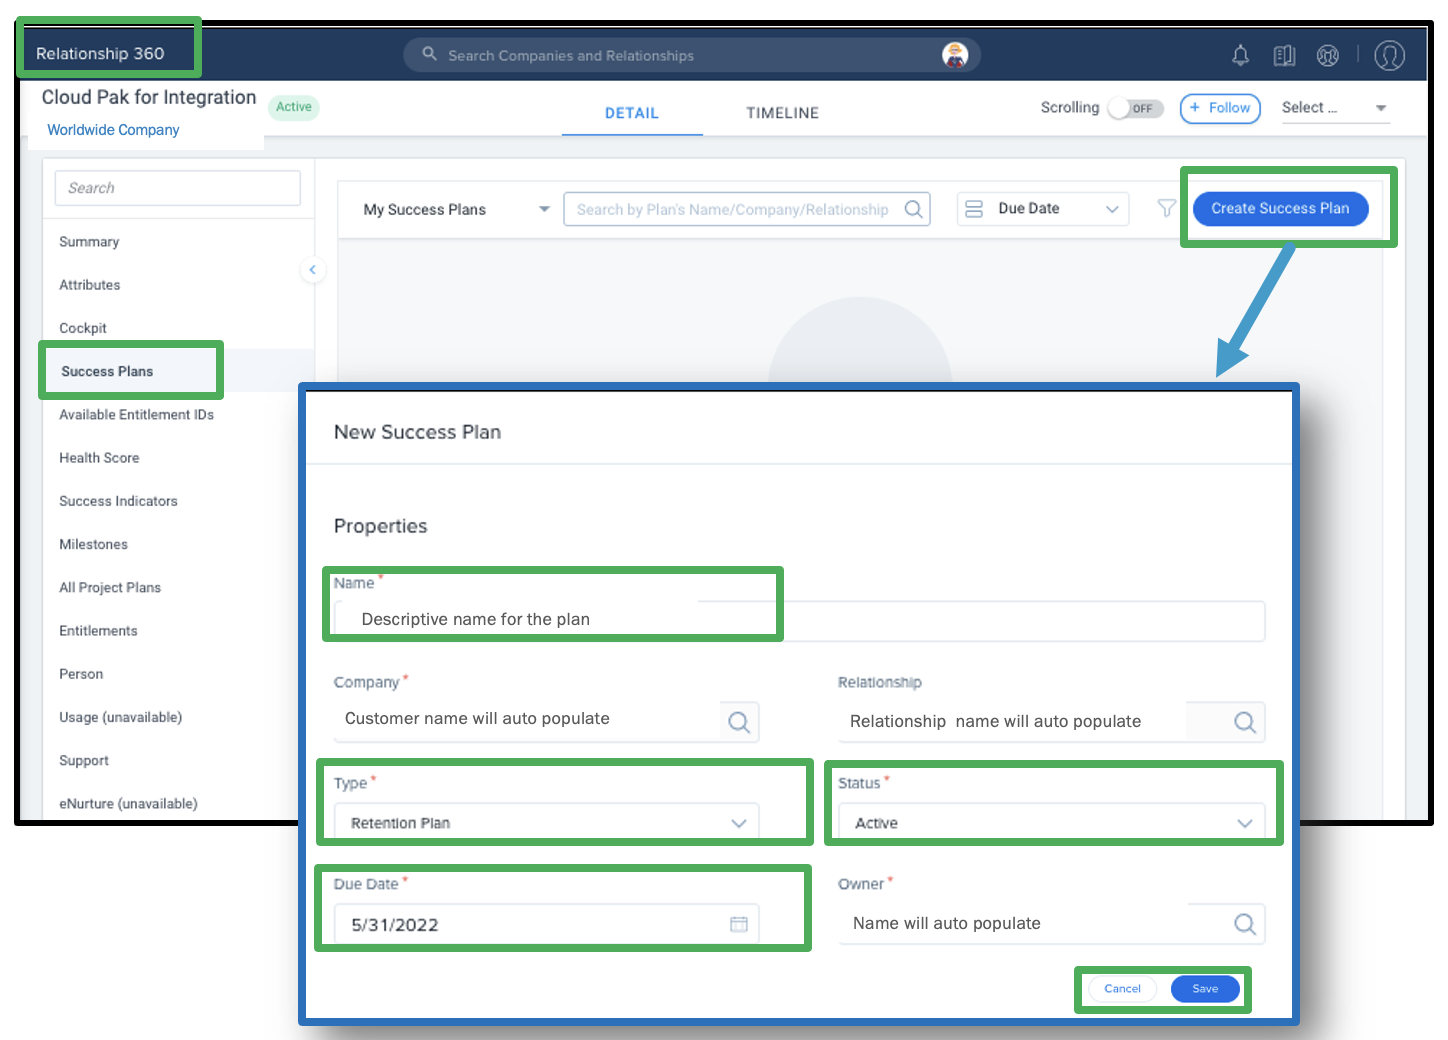 Relationship 360
Search Companies and Relationships
Cloud Pak for Integration
Active
Worldwide Company
DETAIL
TIMELINE
Scrolling
OFF
+ Follow
Select ...
Search
My Success Plans
Search by Plan's Name/Company/Relationship
Due Date
Create Success Plan
Summary
Attributes
Cockpit
Success Plans
Available Entitlement IDs
Health Score
Success Indicators
Milestones
All Project Plans
Entitlements
Person
Usage (unavailable)
Support
eNurture (unavailable)
New Success Plan
Properties
Name *
Descriptive name for the plan
Company *
Relationship
Customer name will auto populate
Relationship name will auto populate
Type *
Status *
Retention Plan
Active
Due Date *
Owner *
5/31/2022
Name will auto populate
Cancel
Save